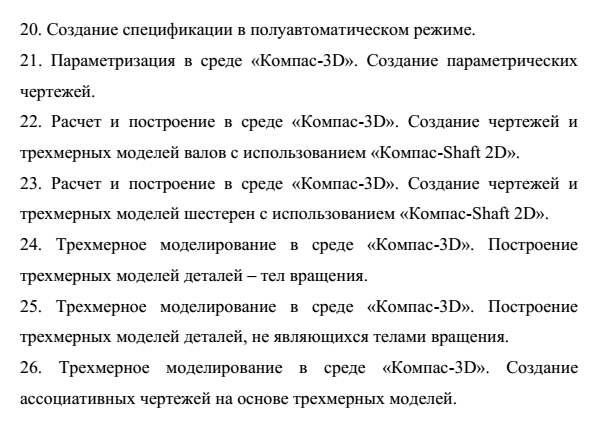 20. Создание спецификации в полуавтоматическом режиме.
21. Параметризация в среде «Компас-3D». Создание параметрических
чертежей.
22. Расчет и построение в среде «Компас-3D». Создание чертежей и
трехмерных моделей валов с использованием «Компас-Shaft 2D».
23. Расчет и построение в среде «Компас-3D». Создание чертежей и
трехмерных моделей шестерен с использованием «Компас-Shaft 2D».
24. Трехмерное моделирование в среде «Компас-3D». Построение
трехмерных моделей деталей – тел вращения.
25. Трехмерное моделирование в среде «Компас-3D». Построение
трехмерных моделей деталей, не являющихся телами вращения.
26. Трехмерное моделирование в среде «Компас-3D». Создание
ассоциативных чертежей на основе трехмерных моделей.